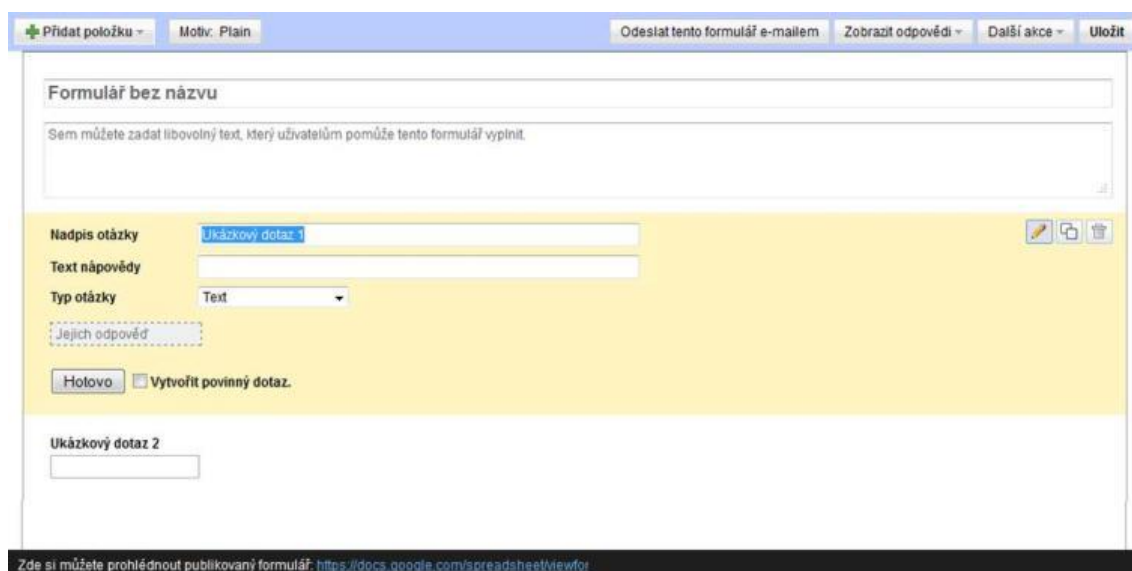 Přidat položku
Motiv: Plain
Odeslat tento formulář e-mailem
Zobrazit odpovědi
Další akce
Uložit
Formulář bez názvu
Sem můžete zadat libovolný text, který uživatelům pomůže tento formulář vyplnit.
Nadpis otázky
Ukázkový dotaz 1
Text nápovědy
Typ otázky
Text
Jejich odpověď
Hotovo
Vytvořit povinný dotaz.
Ukázkový dotaz 2
Zde si můžete prohlédnout publikovaný formulář: https://docs.google.com/spreadsheet/viewfor